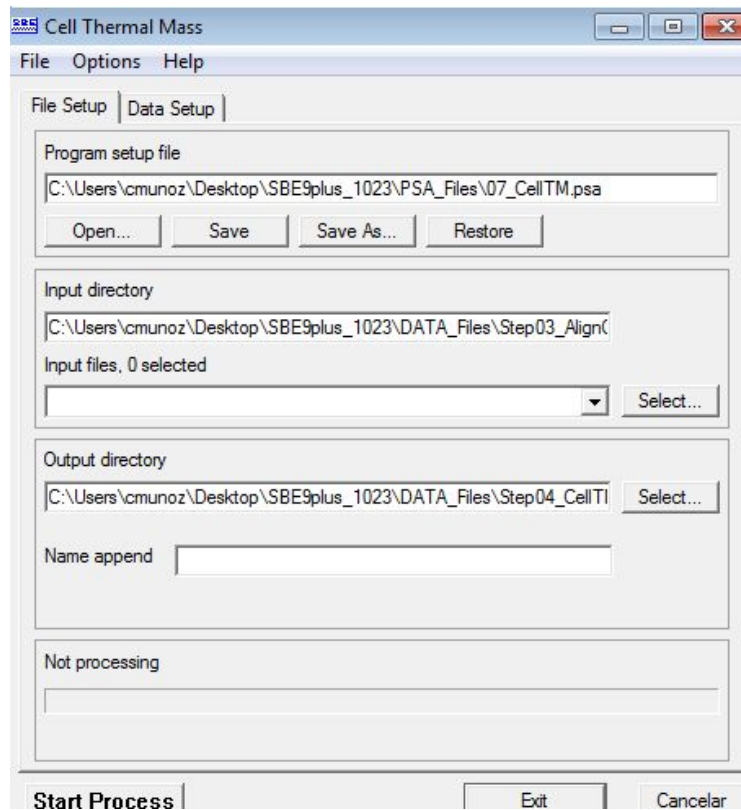 SBE Cell Thermal Mass
File Options Help
File Setup Data Setup
Program setup file
C:\Users\cmunoz\Desktop\SBE9plus_1023\PSA_Files\07_CellTM.psa
Open... Save Save As... Restore
Input directory
C:\Users\cmunoz\Desktop\SBE9plus_1023\DATA_Files\Step03_Align
Input files, 0 selected
Select...
Output directory
C:\Users\cmunoz\Desktop\SBE9plus_1023\DATA_Files\Step04_CellT
Select...
Name append
Not processing
Start Process Exit Cancelar